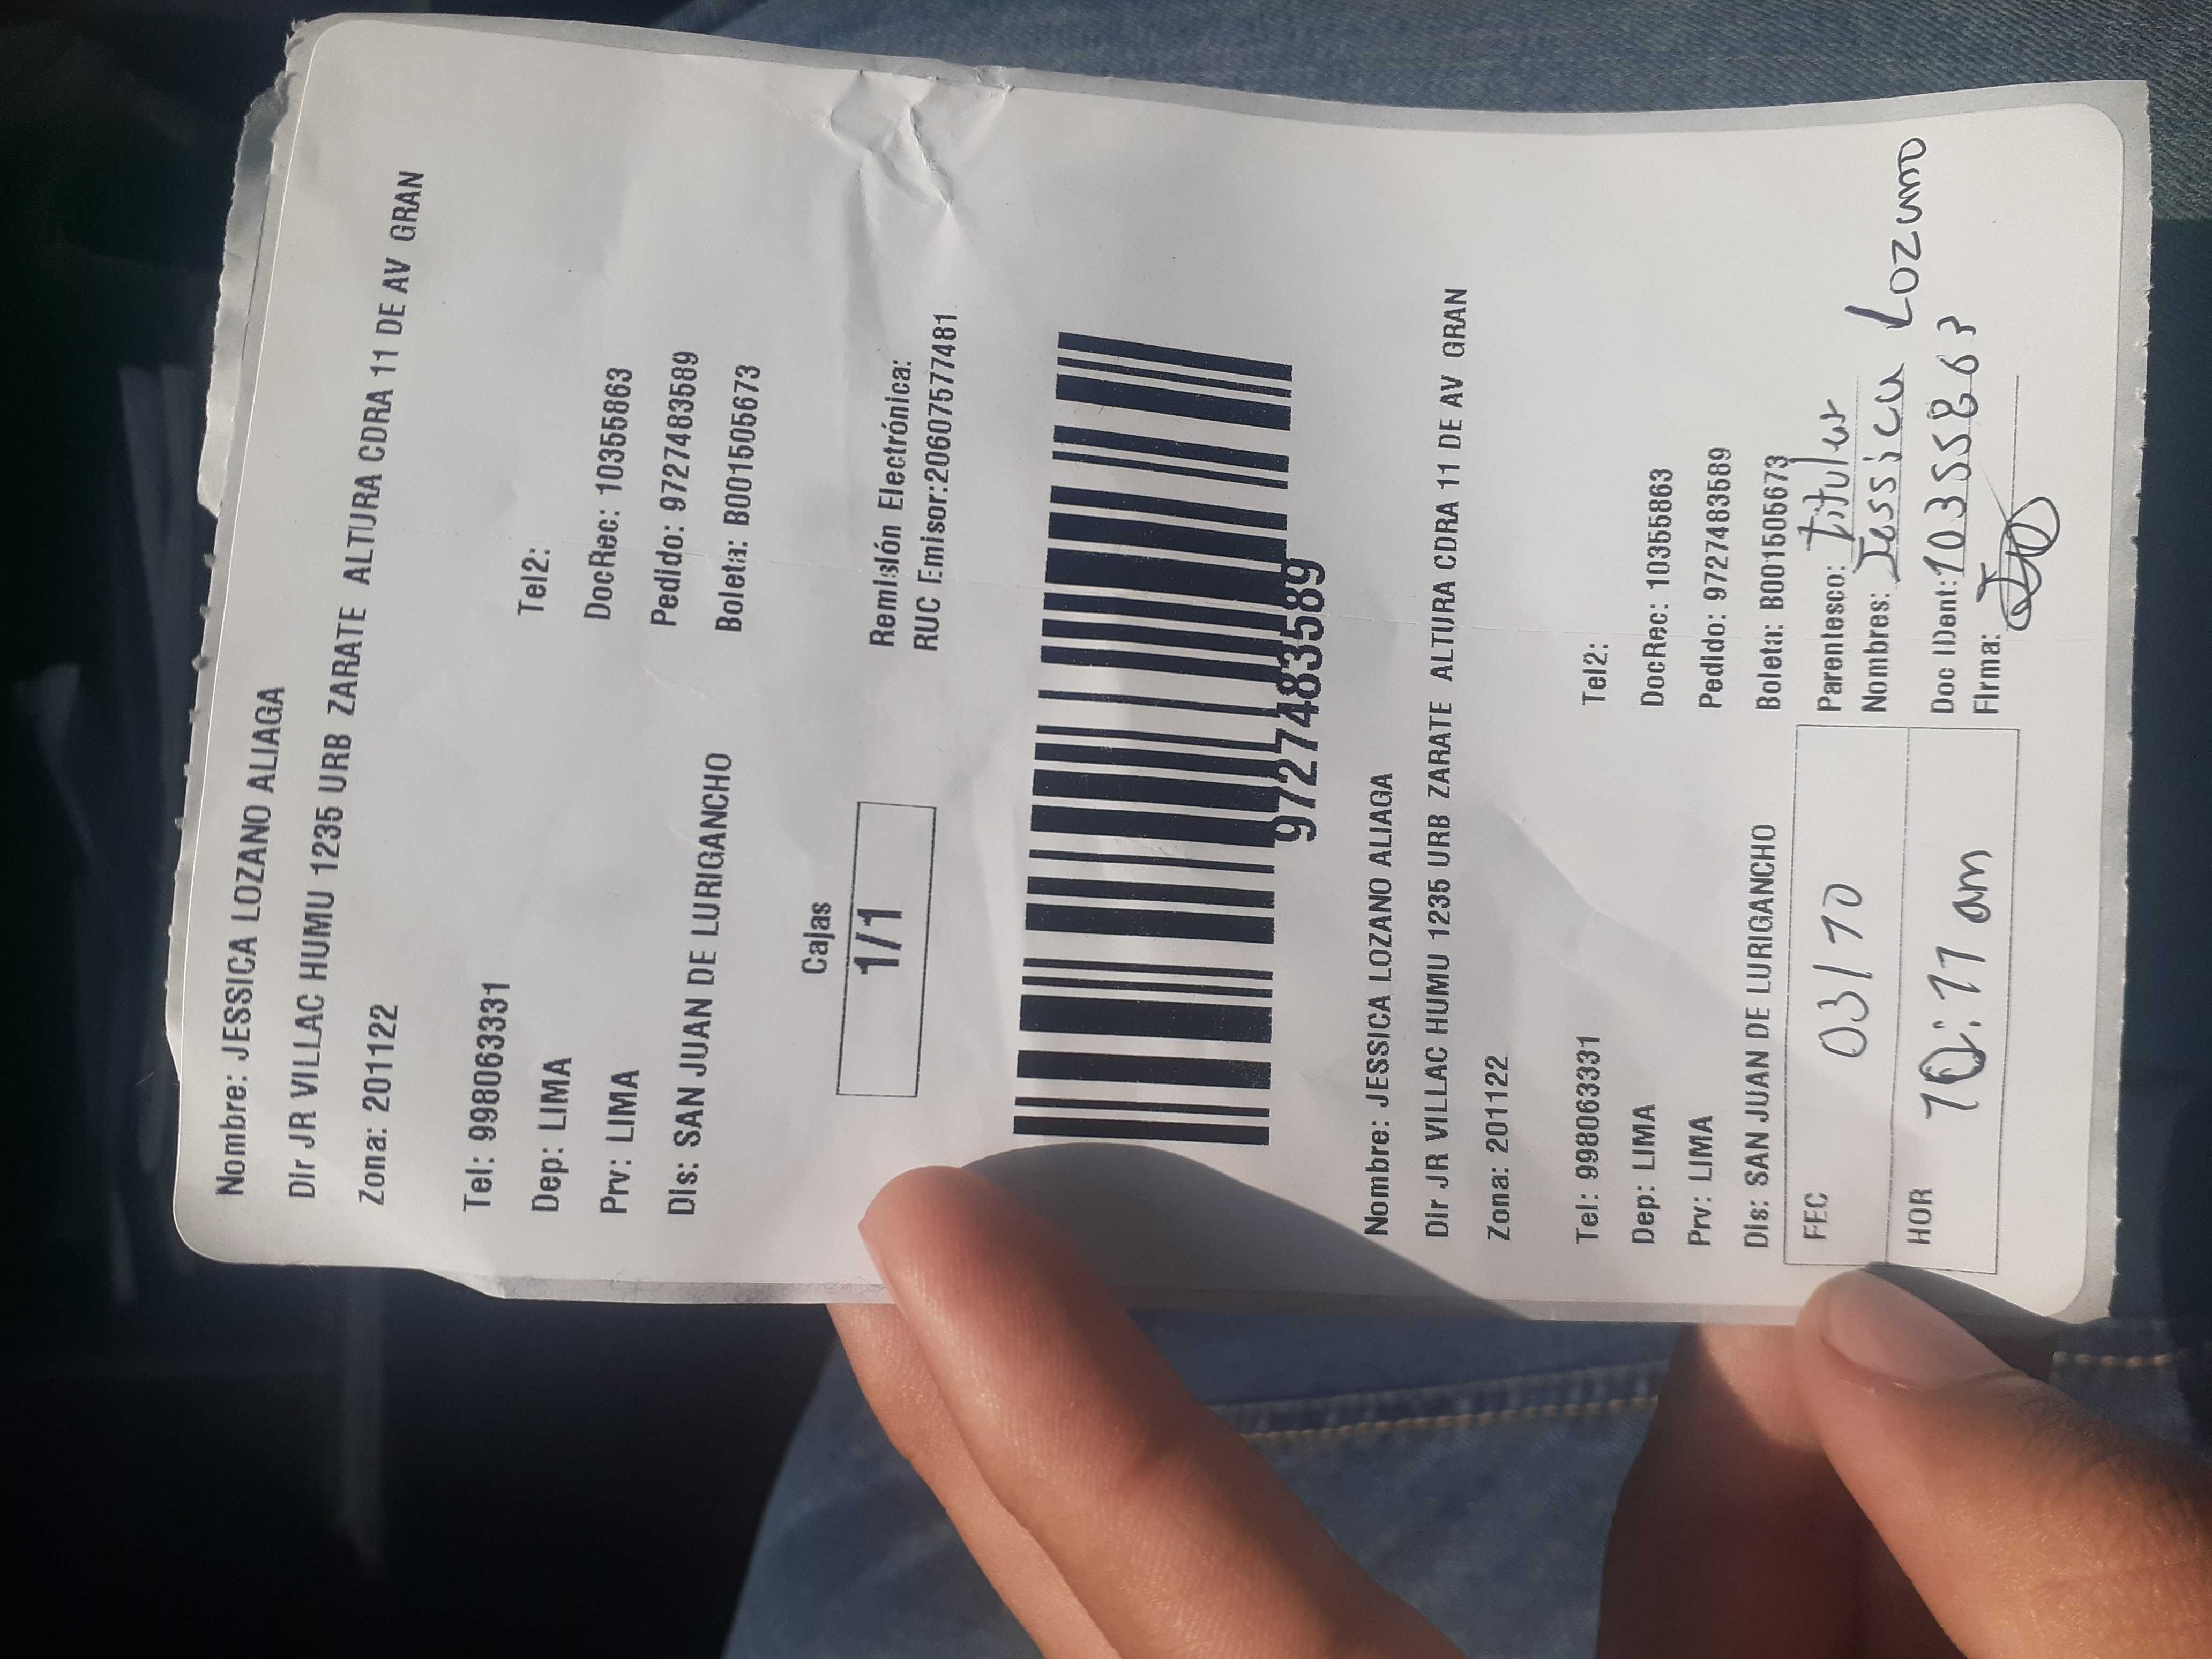 Nombre: JESSICA LOZANO ALIAGA
Dir JR VILLAC HUMU 1235 URB ZARATE ALTURA CDRA 11 DE AV GRAN
Zona: 201122
Tel: 998063331 Tel2:
Dep: LIMA DocRec: 10355863
Prv: LIMA Pedido: 9727483589
Dis: SAN JUAN DE LURIGANCHO Boleta: B001505673
Cajas
1/1
Remisión Electrónica:
RUC Emisor:20607577481
9727483589
Nombre: JESSICA LOZANO ALIAGA
Dir JR VILLAC HUMU 1235 URB ZARATE ALTURA CDRA 11 DE AV GRAN
Zona: 201122
Tel: 998063331 Tel2:
Dep: LIMA DocRec: 10355863
Prv: LIMA Pedido: 9727483589
Dis: SAN JUAN DE LURIGANCHO Boleta: B001505673
FEC 03/10
HOR 10:11 am
Parentesco: titular
Nombres: Jessica Lozano
Doc IDent: 10355863
Firma: